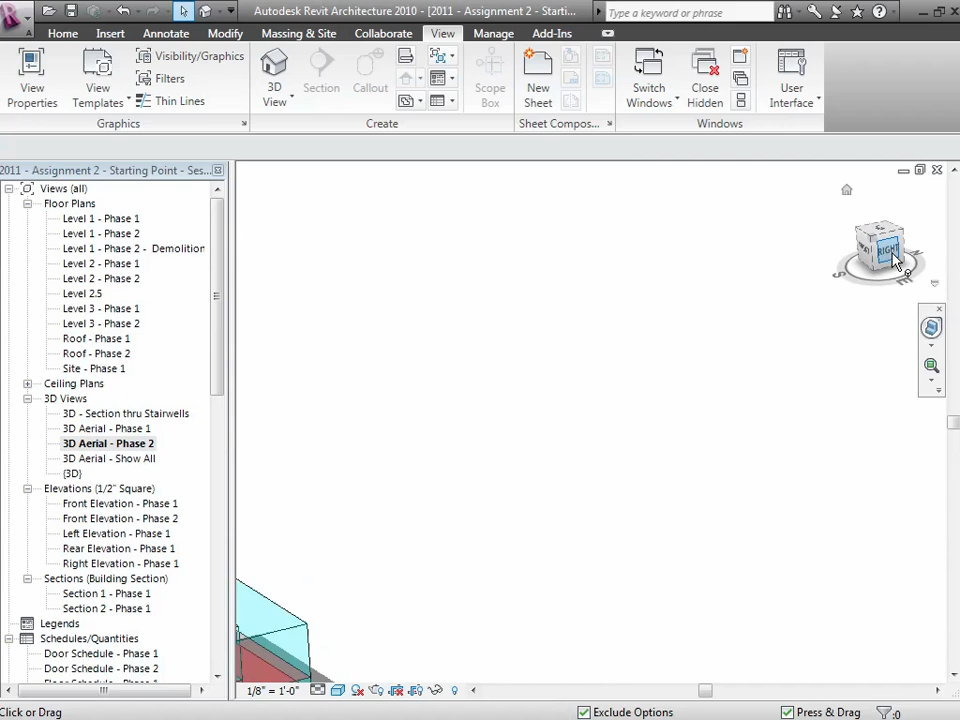 Autodesk Revit Architecture 2010 - [2011 - Assignment 2 - Starti...
Type a keyword or phrase
Home Insert Annotate Modify Massing & Site Collaborate View Manage Add-Ins
View Properties
View Templates
Visibility/Graphics
Filters
Thin Lines
3D View
Section
Callout
Scope Box
New Sheet
Switch Windows
Close Hidden
User Interface
Graphics Create Sheet Compos... Windows
2011 - Assignment 2 - Starting Point - Ses...
Views (all)
Floor Plans
Level 1 - Phase 1
Level 1 - Phase 2
Level 1 - Phase 2 - Demolition
Level 2 - Phase 1
Level 2 - Phase 2
Level 2.5
Level 3 - Phase 1
Level 3 - Phase 2
Roof - Phase 1
Roof - Phase 2
Site - Phase 1
Ceiling Plans
3D Views
3D - Section thru Stairwells
3D Aerial - Phase 1
3D Aerial - Phase 2
3D Aerial - Show All
{3D}
Elevations (1/2" Square)
Front Elevation - Phase 1
Front Elevation - Phase 2
Left Elevation - Phase 1
Rear Elevation - Phase 1
Right Elevation - Phase 1
Sections (Building Section)
Section 1 - Phase 1
Section 2 - Phase 1
Legends
Schedules/Quantities
Door Schedule - Phase 1
Door Schedule - Phase 2
RIGHT
S
E
1/8" = 1'-0"
Click or Drag
Exclude Options
Press & Drag
:0